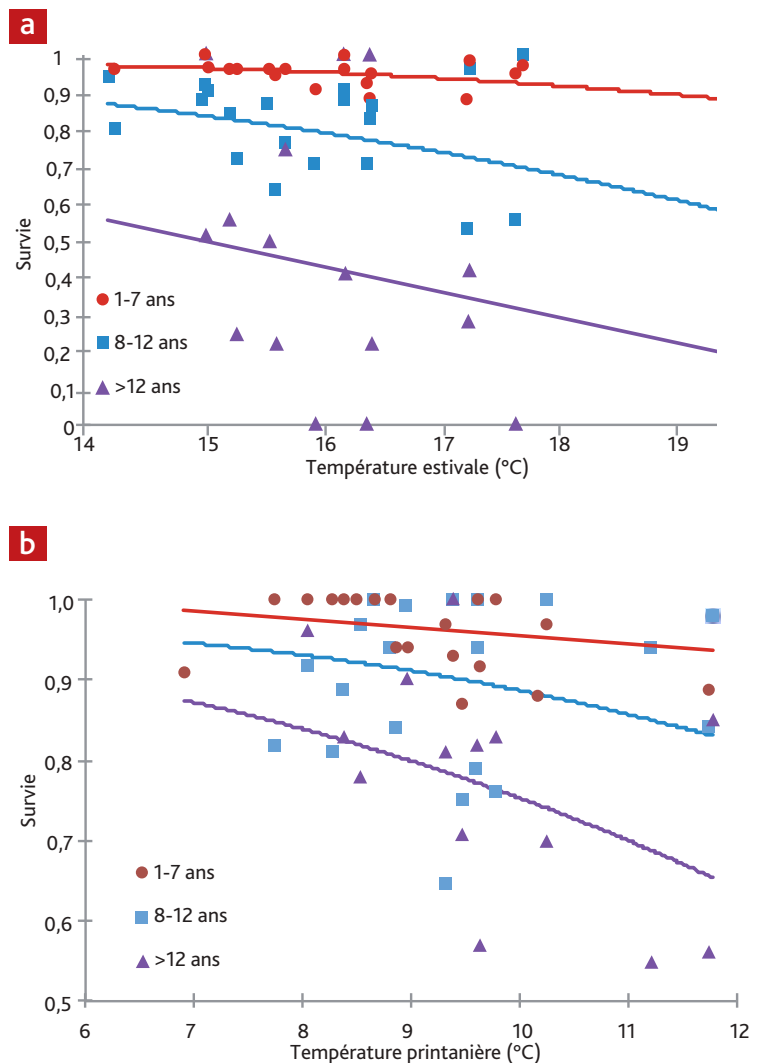 a
1
0,9
0,8
0,7
0,6
0,5
0,4
0,3
0,2
0,1
0
Survie
1-7 ans
8-12 ans
>12 ans
14 15 16 17 18 19
Température estivale (°C)
b
1,0
0,9
0,8
0,7
0,6
0,5
Survie
1-7 ans
8-12 ans
>12 ans
6 7 8 9 10 11 12
Température printanière (°C)